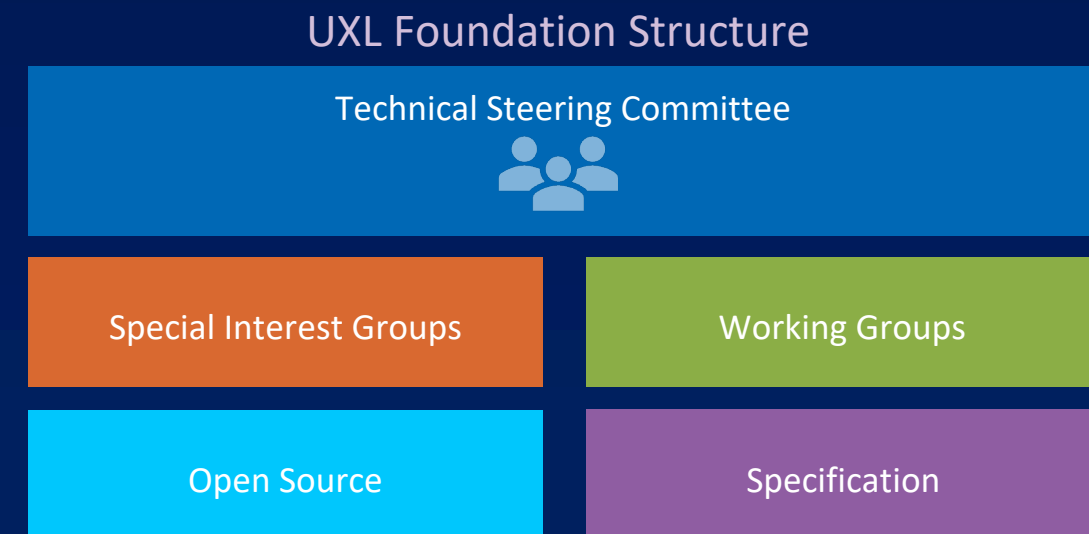 UXL Foundation Structure
Technical Steering Committee
Special Interest Groups
Working Groups
Open Source
Specification